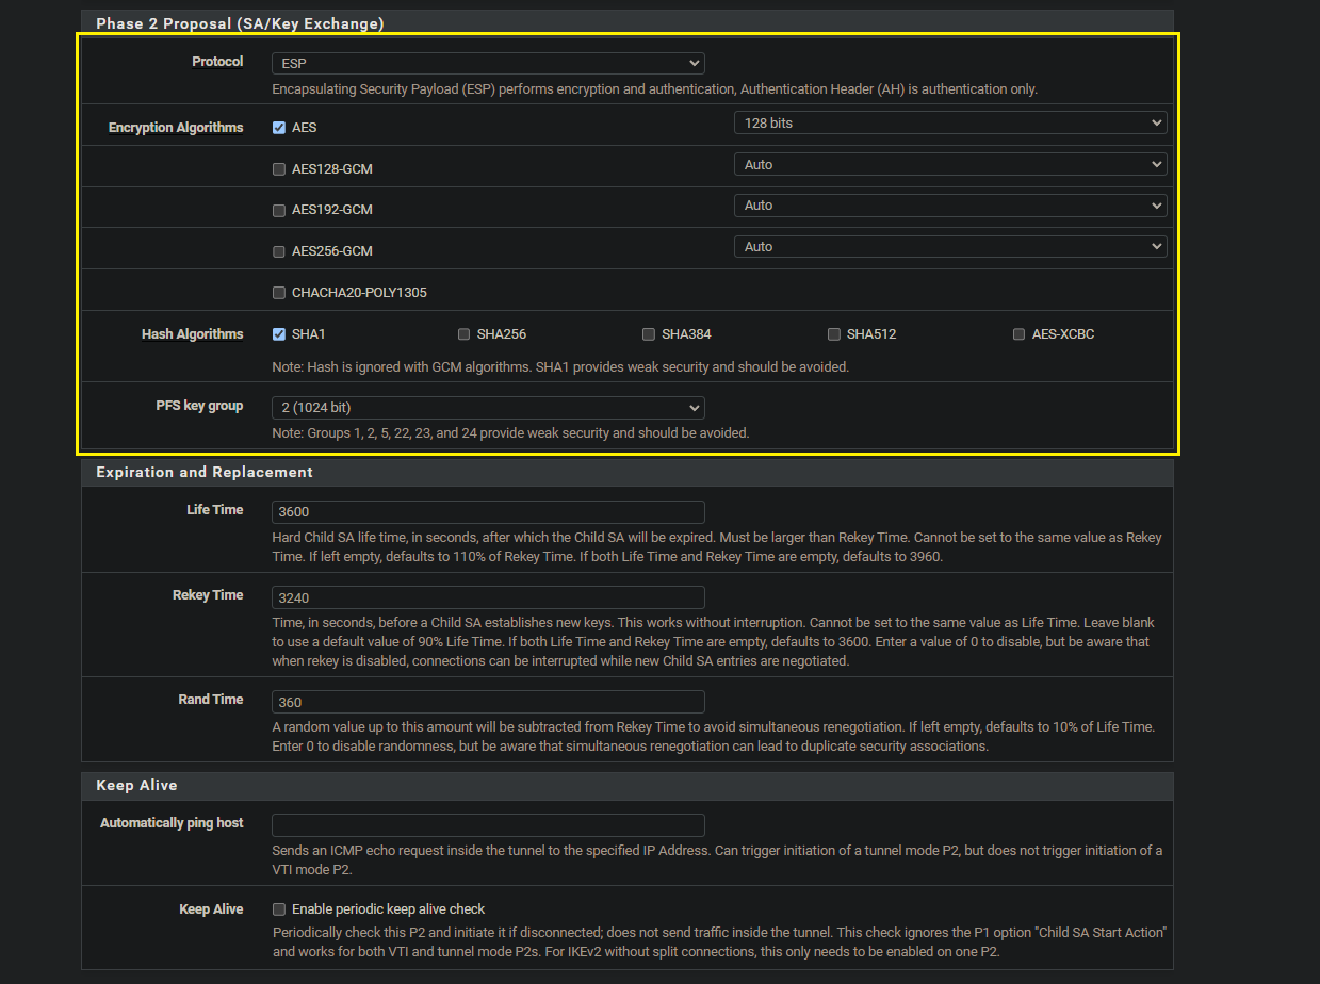 Phase 2 Proposal (SA/Key Exchange)
Protocol
ESP
Encapsulating Security Payload (ESP) performs encryption and authentication, Authentication Header (AH) is authentication only.
Encryption Algorithms
AES
128 bits
AES128-GCM
Auto
AES192-GCM
Auto
AES256-GCM
Auto
CHACHA20-POLY1305
Hash Algorithms
SHA1
SHA256
SHA384
SHA512
AES-XCBC
Note: Hash is ignored with GCM algorithms. SHA1 provides weak security and should be avoided.
PFS key group
2 (1024 bit)
Note: Groups 1, 2, 5, 22, 23, and 24 provide weak security and should be avoided.
Expiration and Replacement
Life Time
3600
Hard Child SA life time, in seconds, after which the Child SA will be expired. Must be larger than Rekey Time. Cannot be set to the same value as Rekey
Time. If left empty, defaults to 110% of Rekey Time. If both Life Time and Rekey Time are empty, defaults to 3960.
Rekey Time
3240
Time, in seconds, before a Child SA establishes new keys. This works without interruption. Cannot be set to the same value as Life Time. Leave blank
to use a default value of 90% Life Time. If both Life Time and Rekey Time are empty, defaults to 3600. Enter a value of 0 to disable, but be aware that
when rekey is disabled, connections can be interrupted while new Child SA entries are negotiated.
Rand Time
360
A random value up to this amount will be subtracted from Rekey Time to avoid simultaneous renegotiation. If left empty, defaults to 10% of Life Time.
Enter 0 to disable randomness, but be aware that simultaneous renegotiation can lead to duplicate security associations.
Keep Alive
Automatically ping host
Sends an ICMP echo request inside the tunnel to the specified IP Address. Can trigger initiation of a tunnel mode P2, but does not trigger initiation of a
VTI mode P2.
Keep Alive
Enable periodic keep alive check
Periodically check this P2 and initiate it if disconnected; does not send traffic inside the tunnel. This check ignores the P1 option "Child SA Start Action"
and works for both VTI and tunnel mode P2s. For IKEv2 without split connections, this only needs to be enabled on one P2.